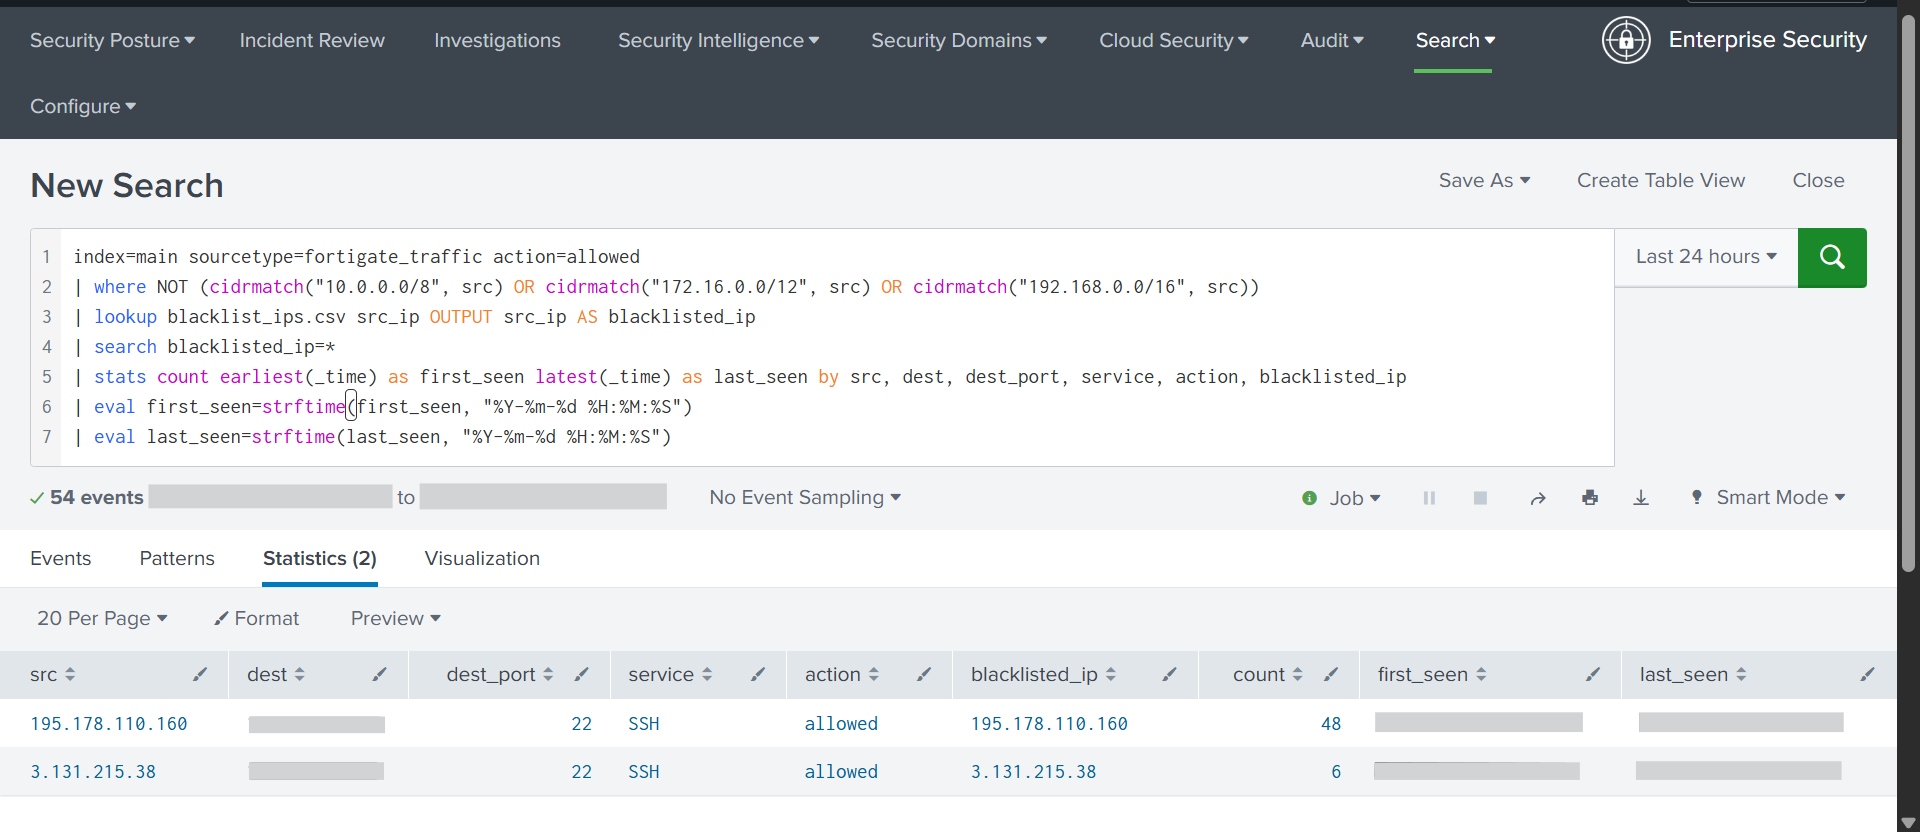 Security Posture Incident Review Investigations Security Intelligence Security Domains Cloud Security Audit Search Enterprise Security
Configure
New Search
Save As Create Table View Close
1 index=main sourcetype=fortigate_traffic action=allowed
2 | where NOT (cidrmatch("10.0.0.0/8", src) OR cidrmatch("172.16.0.0/12", src) OR cidrmatch("192.168.0.0/16", src))
3 | lookup blacklist_ips.csv src_ip OUTPUT src_ip AS blacklisted_ip
4 | search blacklisted_ip=*
5 | stats count earliest(_time) as first_seen latest(_time) as last_seen by src, dest, dest_port, service, action, blacklisted_ip
6 | eval first_seen=strftime(first_seen, "%Y-%m-%d %H:%M:%S")
7 | eval last_seen=strftime(last_seen, "%Y-%m-%d %H:%M:%S")
Last 24 hours
54 events to No Event Sampling Job Smart Mode
Events Patterns Statistics (2) Visualization
20 Per Page Format Preview
src dest dest_port service action blacklisted_ip count first_seen last_seen
195.178.110.160 22 SSH allowed 195.178.110.160 48
3.131.215.38 22 SSH allowed 3.131.215.38 6